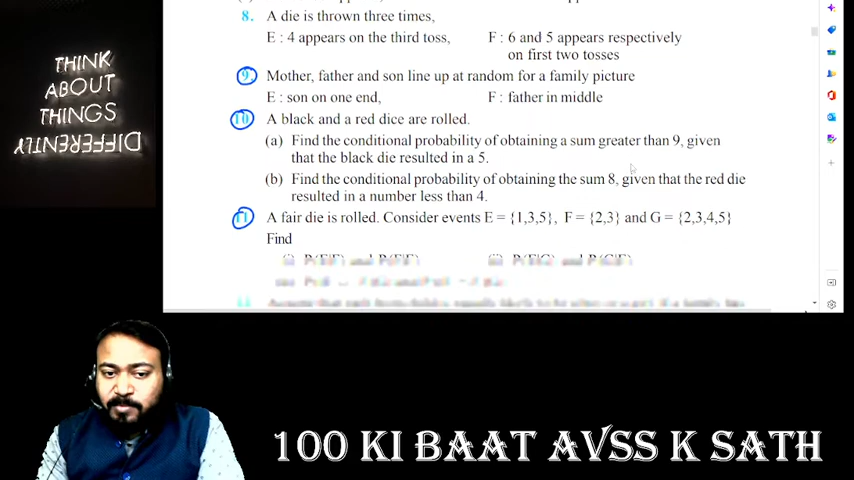 THINK
ABOUT
THINGS
DIFFERENTLY
8. A die is thrown three times,
E : 4 appears on the third toss, F : 6 and 5 appears respectively
on first two tosses
9. Mother, father and son line up at random for a family picture
E : son on one end, F : father in middle
10. A black and a red dice are rolled.
(a) Find the conditional probability of obtaining a sum greater than 9, given
that the black die resulted in a 5.
(b) Find the conditional probability of obtaining the sum 8, given that the red die
resulted in a number less than 4.
11. A fair die is rolled. Consider events E = {1,3,5}, F = {2,3} and G = {2,3,4,5}
Find
100 KI BAAT AVSS K SATH